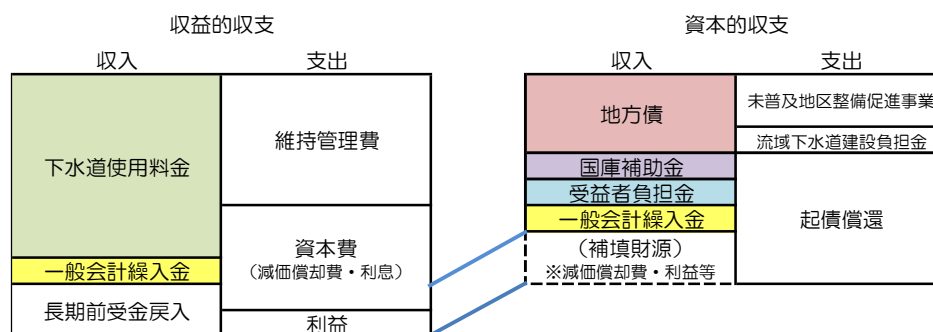 収益的収支
収入
支出
下水道使用料金
一般会計繰入金
長期前受金戻入
維持管理費
資本費
（減価償却費・利息）
利益
資本的収支
収入
支出
地方債
国庫補助金
受益者負担金
一般会計繰入金
（補填財源）
※減価償却費・利益等
未普及地区整備促進事業
流域下水道建設負担金
起債償還